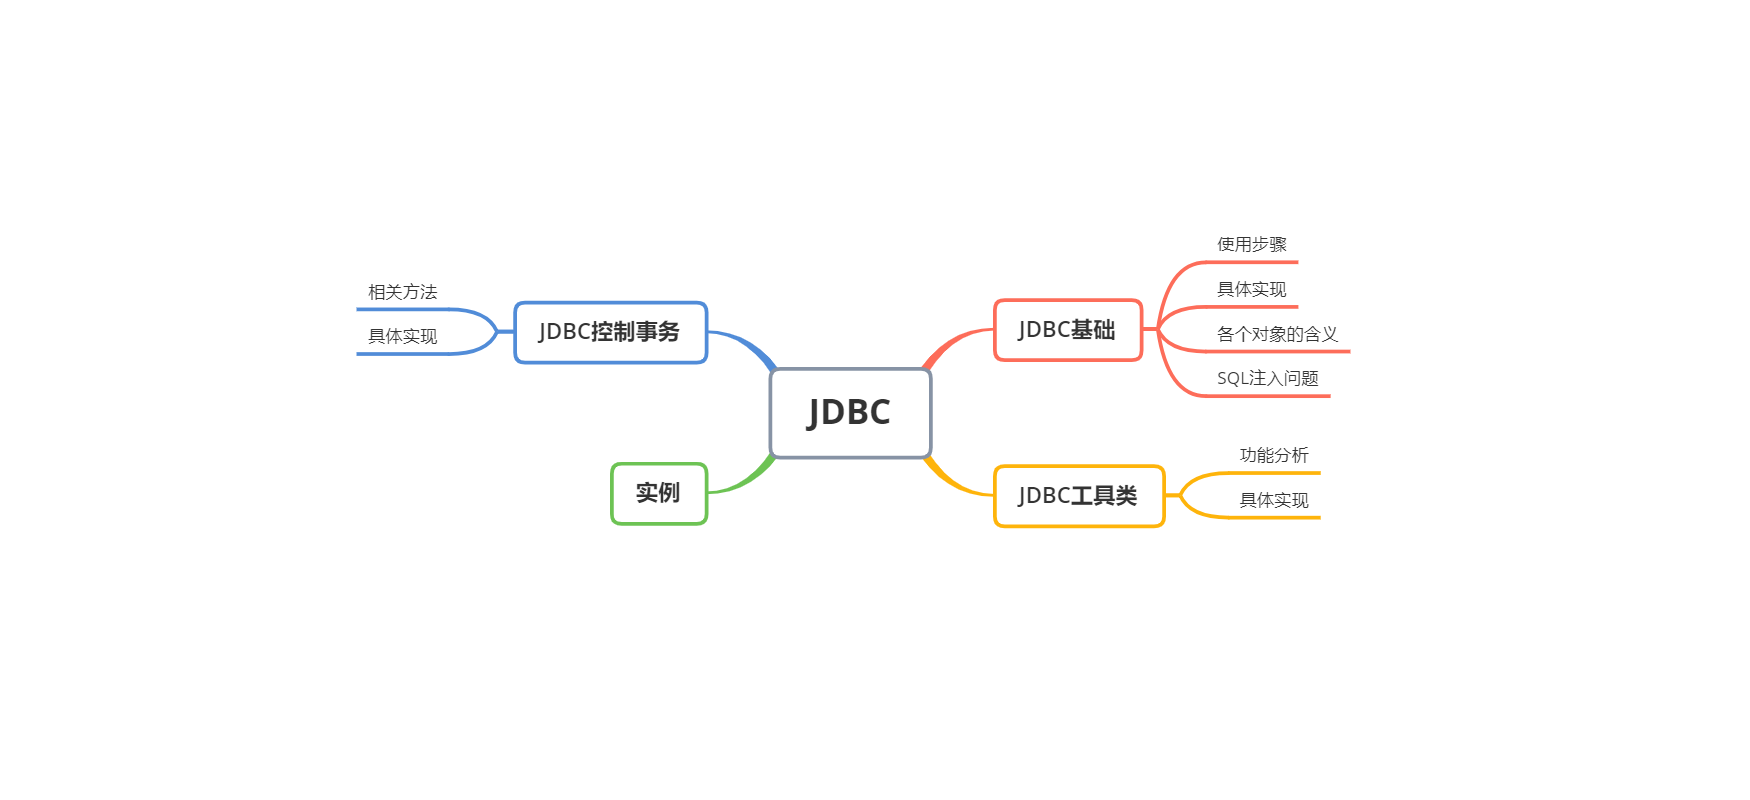 JDBC
JDBC基础
使用步骤
具体实现
各个对象的含义
SQL注入问题
JDBC工具类
功能分析
具体实现
JDBC控制事务
相关方法
具体实现
实例